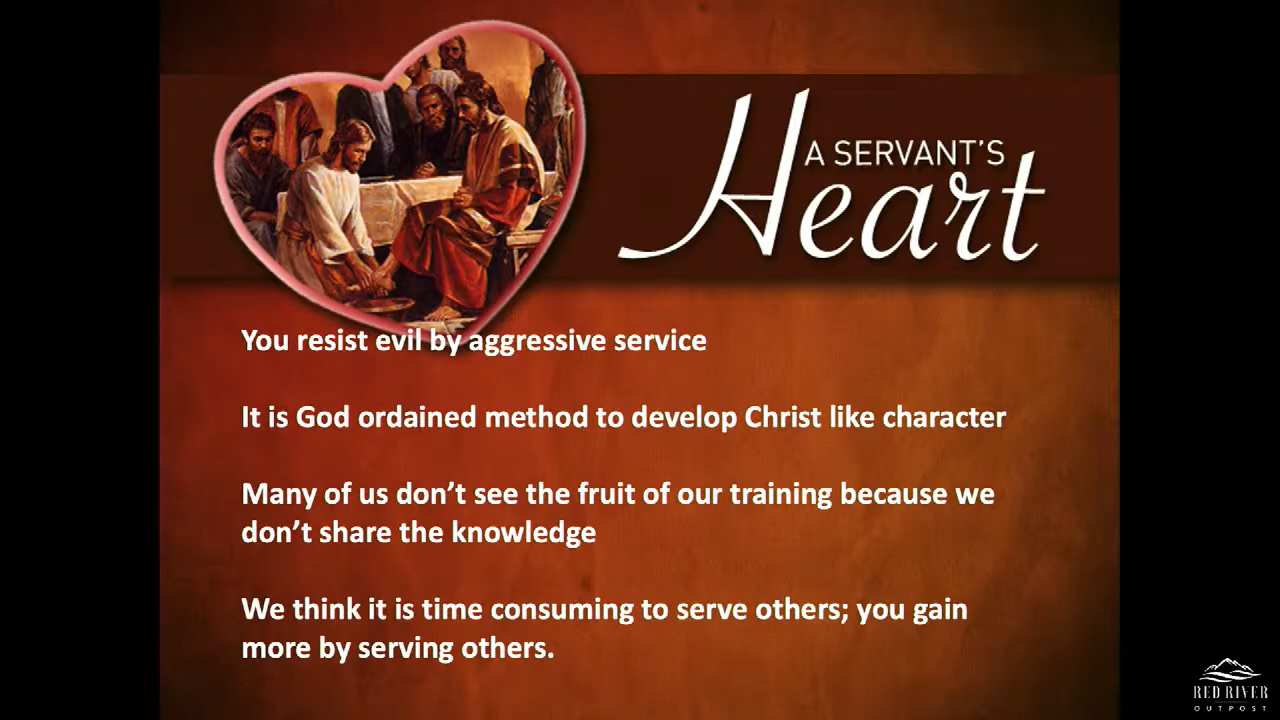 A SERVANT'S
Heart
You resist evil by aggressive service
It is God ordained method to develop Christ like character
Many of us don’t see the fruit of our training because we
don’t share the knowledge
We think it is time consuming to serve others; you gain
more by serving others.
RED RIVER
OUTPOST